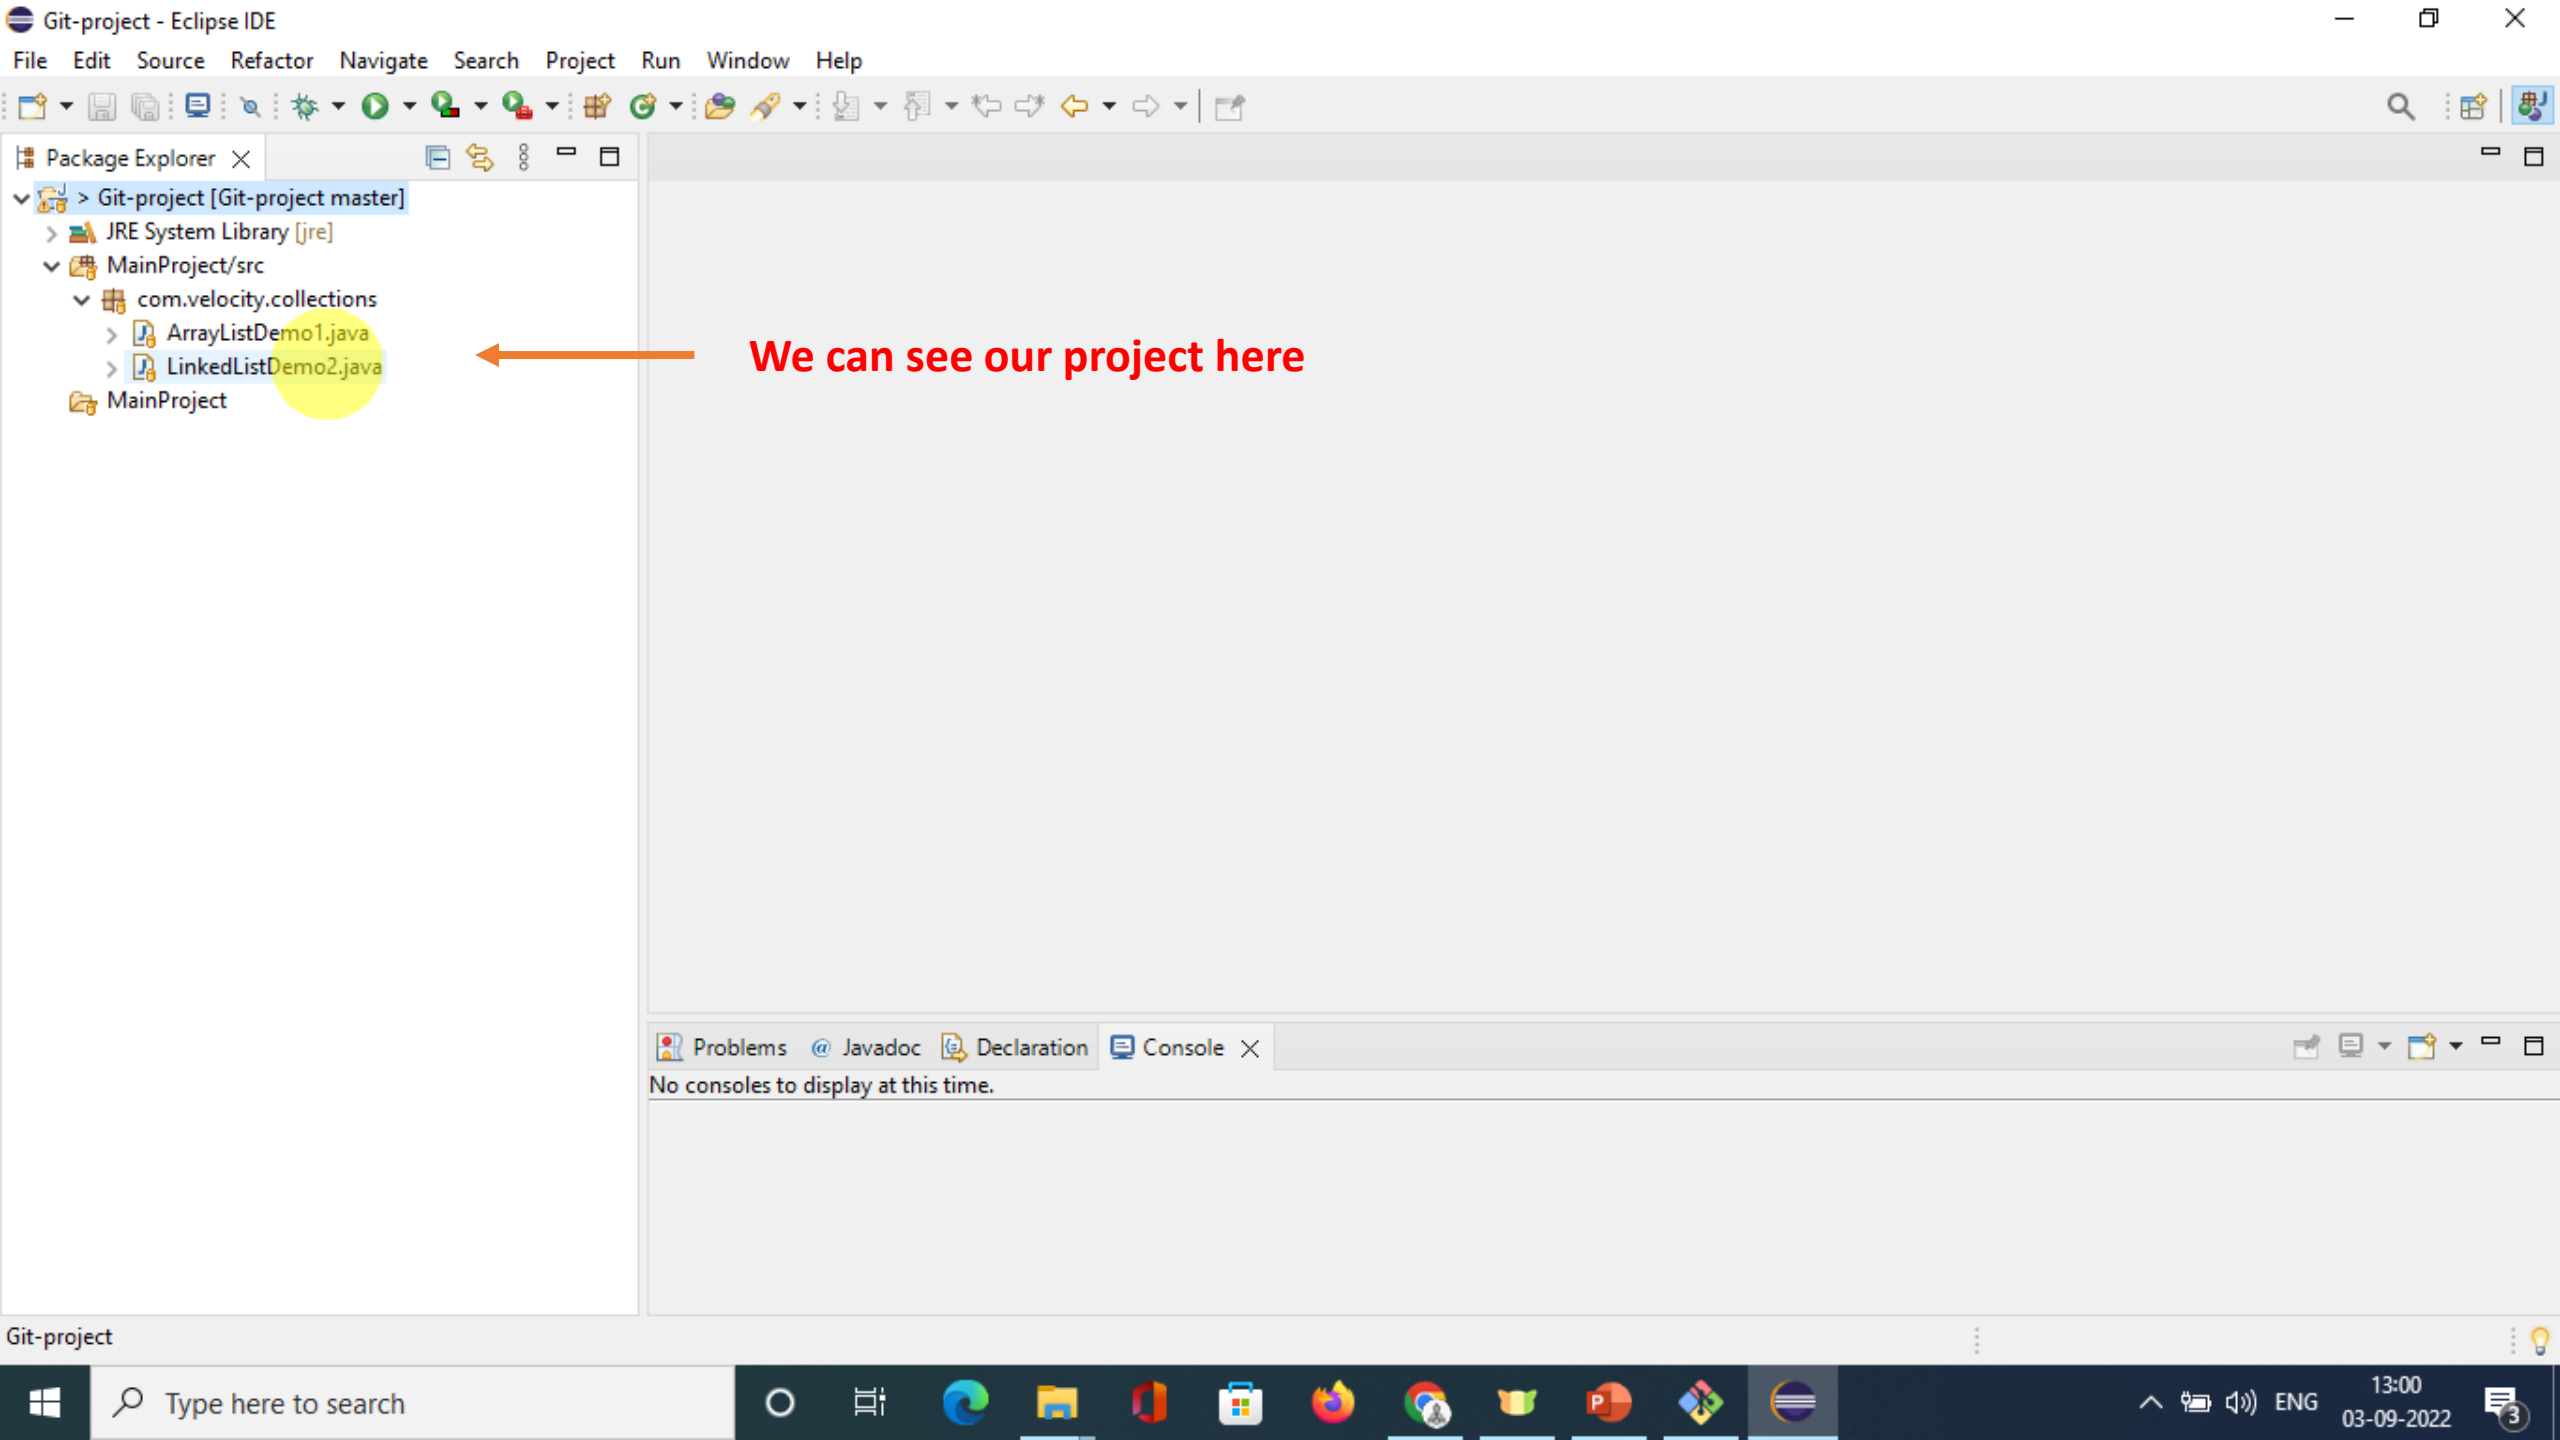 Git-project - Eclipse IDE
File Edit Source Refactor Navigate Search Project Run Window Help
Package Explorer
> Git-project [Git-project master]
JRE System Library [jre]
MainProject/src
com.velocity.collections
ArrayListDemo1.java
LinkedListDemo2.java
MainProject
We can see our project here
Problems @ Javadoc Declaration Console
No consoles to display at this time.
Git-project
Type here to search
ENG
13:00
03-09-2022
3